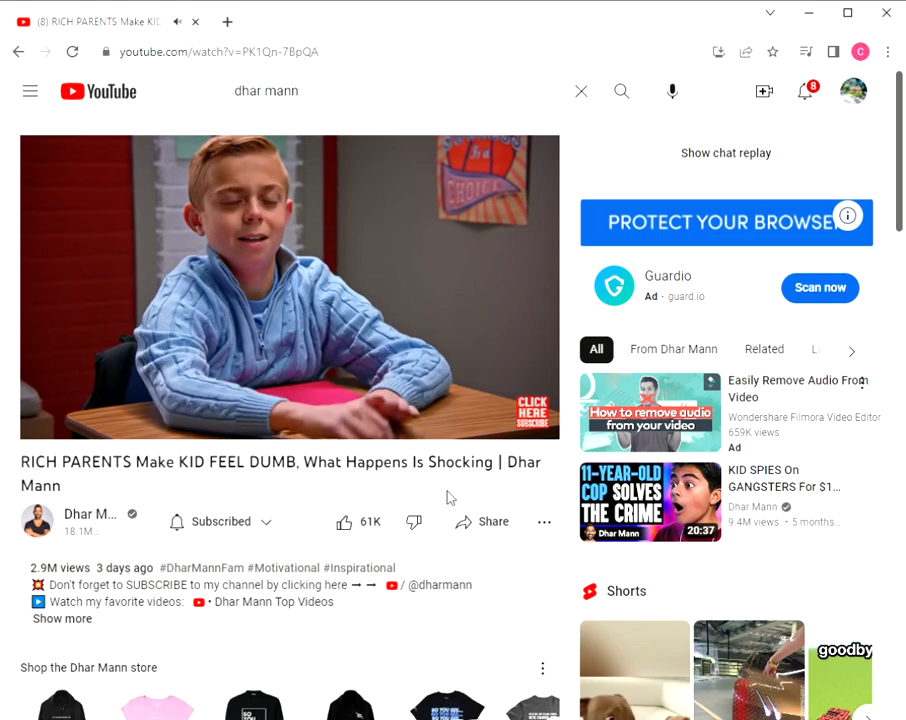 (8) RICH PARENTS Make KI
youtube.com/watch?v=PK1Qn-7BpQA
C
YouTube
dhar mann
8
Show chat replay
CHOICE
CLICK
HERE
SUBSCRIBE
PROTECT YOUR BROWSE
Guardio
Ad · guard.io
Scan now
All
From Dhar Mann
Related
How to remove audio
from your video
Easily Remove Audio From
Video
Wondershare Filmora Video Editor
659K views
Ad
11-YEAR-OLD
COP SOLVES
THE CRIME
Dhar Mann
20:37
KID SPIES On
GANGSTERS For $1...
Dhar Mann
9.4M views • 5 months...
RICH PARENTS Make KID FEEL DUMB, What Happens Is Shocking | Dhar
Mann
Dhar M...
18.1M...
Subscribed
61K
Share
2.9M views 3 days ago #DharMannFam #Motivational #Inspirational
Don't forget to SUBSCRIBE to my channel by clicking here → → / @dharmann
Watch my favorite videos: • Dhar Mann Top Videos
Show more
Shorts
goodby
Shop the Dhar Mann store
SO YOU